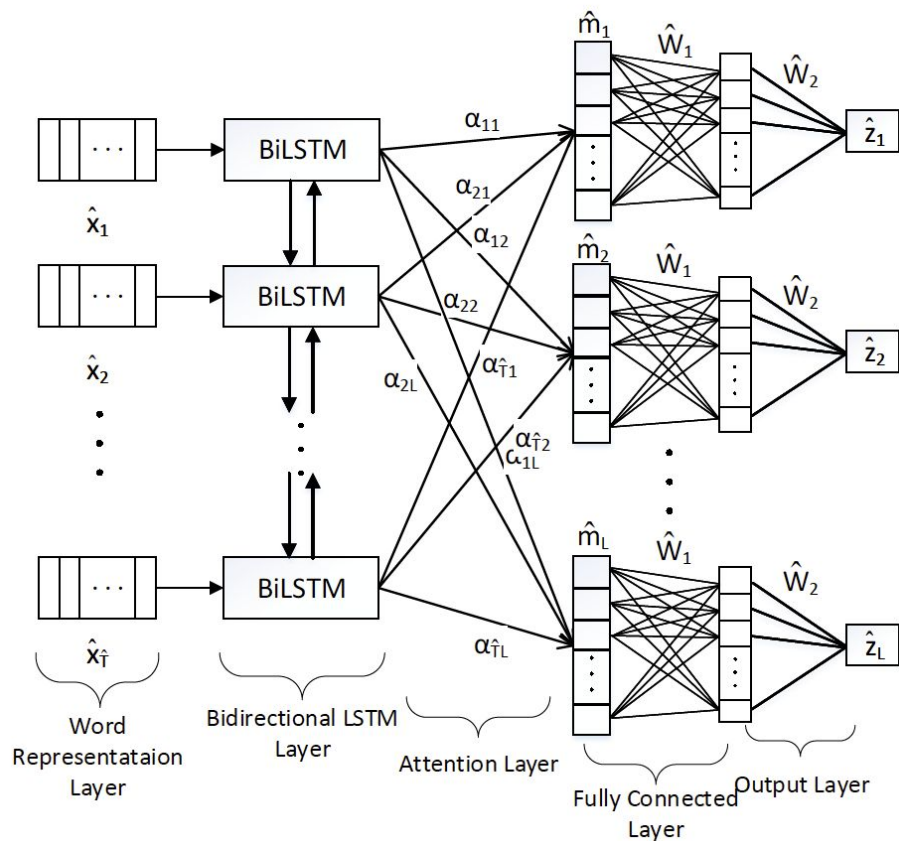 m̂₁
Ŵ₁
Ŵ₂
α₁₁
BiLSTM
ẑ₁
· · ·
α₂₁
x̂₁
α₁₂
m̂₂
Ŵ₁
Ŵ₂
BiLSTM
α₂₂
ẑ₂
· · ·
x̂₂
α₂L
αT̂1
αT̂2
α₁L
m̂L
Ŵ₁
Ŵ₂
BiLSTM
· · ·
αT̂L
ẑL
x̂T̂
Word
Representataion
Layer
Bidirectional LSTM
Layer
Attention Layer
Fully Connected
Layer
Output Layer